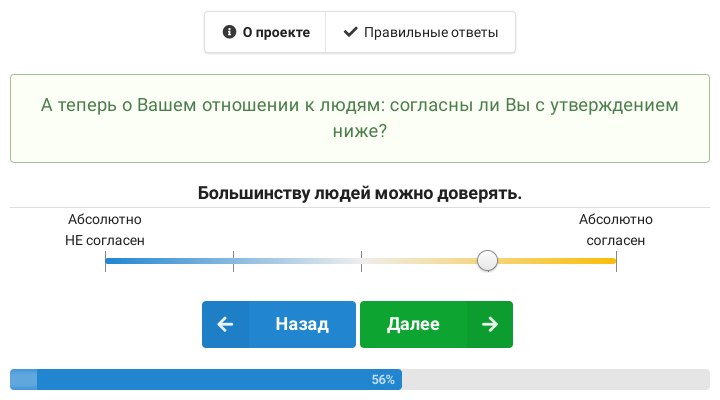 О проекте Правильные ответы
А теперь о Вашем отношении к людям: согласны ли Вы с утверждением
ниже?
Большинству людей можно доверять.
Абсолютно Абсолютно
НЕ согласен согласен
Назад Далее
56%